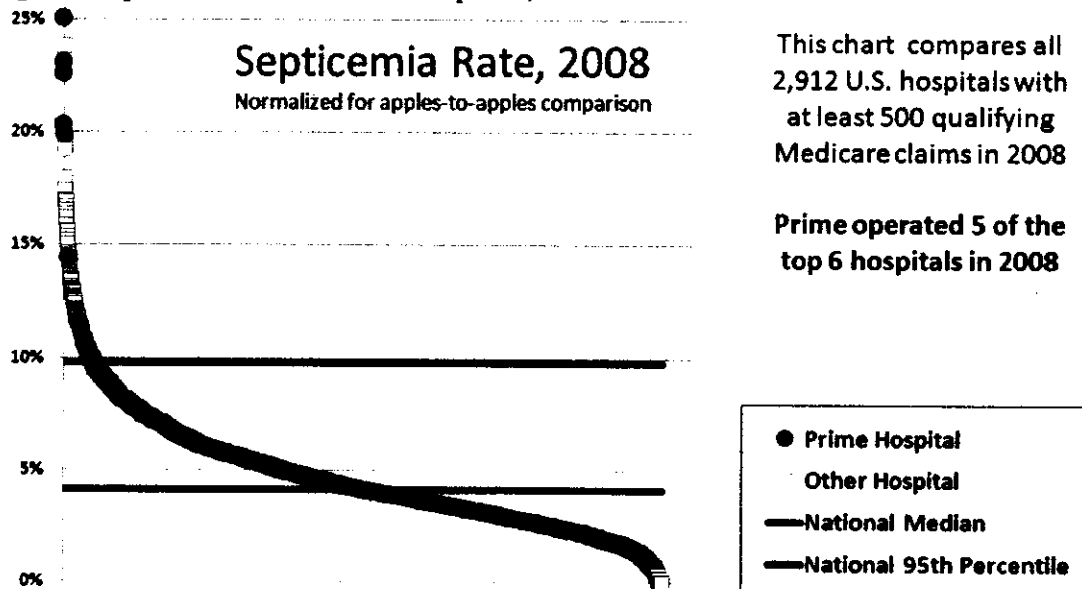 25%
Septicemia Rate, 2008
Normalized for apples-to-apples comparison
20%
15%
10%
5%
0%
This chart compares all
2,912 U.S. hospitals with
at least 500 qualifying
Medicare claims in 2008
Prime operated 5 of the
top 6 hospitals in 2008
Prime Hospital
Other Hospital
National Median
National 95th Percentile